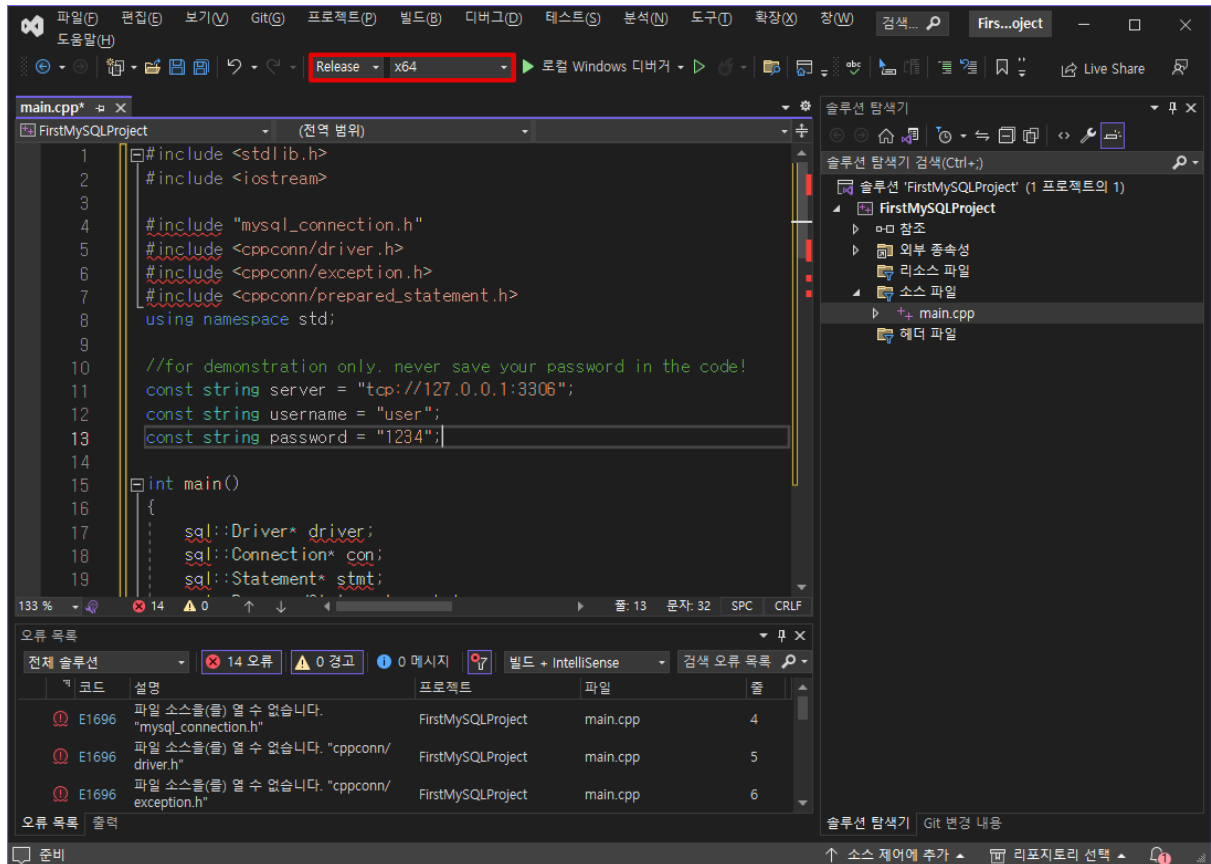 파일(F) 편집(E) 보기(V) Git(G) 프로젝트(P) 빌드(B) 디버그(D) 테스트(S) 분석(N) 도구(T) 확장(X) 창(W) 검색... Firs...oject
도움말(H)
Release x64 로컬 Windows 디버거 Live Share
main.cpp*
FirstMySQLProject (전역 범위)
1 #include <stdlib.h>
2 #include <iostream>
3
4 #include "mysql_connection.h"
5 #include <cppconn/driver.h>
6 #include <cppconn/exception.h>
7 #include <cppconn/prepared_statement.h>
8 using namespace std;
9
10 //for demonstration only. never save your password in the code!
11 const string server = "tcp://127.0.0.1:3306";
12 const string username = "user";
13 const string password = "1234";
14
15 int main()
16 {
17 sql::Driver* driver;
18 sql::Connection* con;
19 sql::Statement* stmt;
133 % 14 0 줄: 13 문자: 32 SPC CRLF
오류 목록
전체 솔루션 14 오류 0 경고 0 메시지 빌드 + IntelliSense 검색 오류 목록
코드 설명 프로젝트 파일 줄
E1696 파일 소스을(를) 열 수 없습니다. FirstMySQLProject main.cpp 4
"mysql_connection.h"
E1696 파일 소스을(를) 열 수 없습니다. "cppconn/ FirstMySQLProject main.cpp 5
driver.h"
E1696 파일 소스을(를) 열 수 없습니다. "cppconn/ FirstMySQLProject main.cpp 6
exception.h"
오류 목록 출력
솔루션 탐색기
솔루션 탐색기 검색(Ctrl+;)
솔루션 'FirstMySQLProject' (1 프로젝트의 1)
FirstMySQLProject
참조
외부 종속성
리소스 파일
소스 파일
main.cpp
헤더 파일
솔루션 탐색기 Git 변경 내용
준비 소스 제어에 추가 리포지토리 선택 1